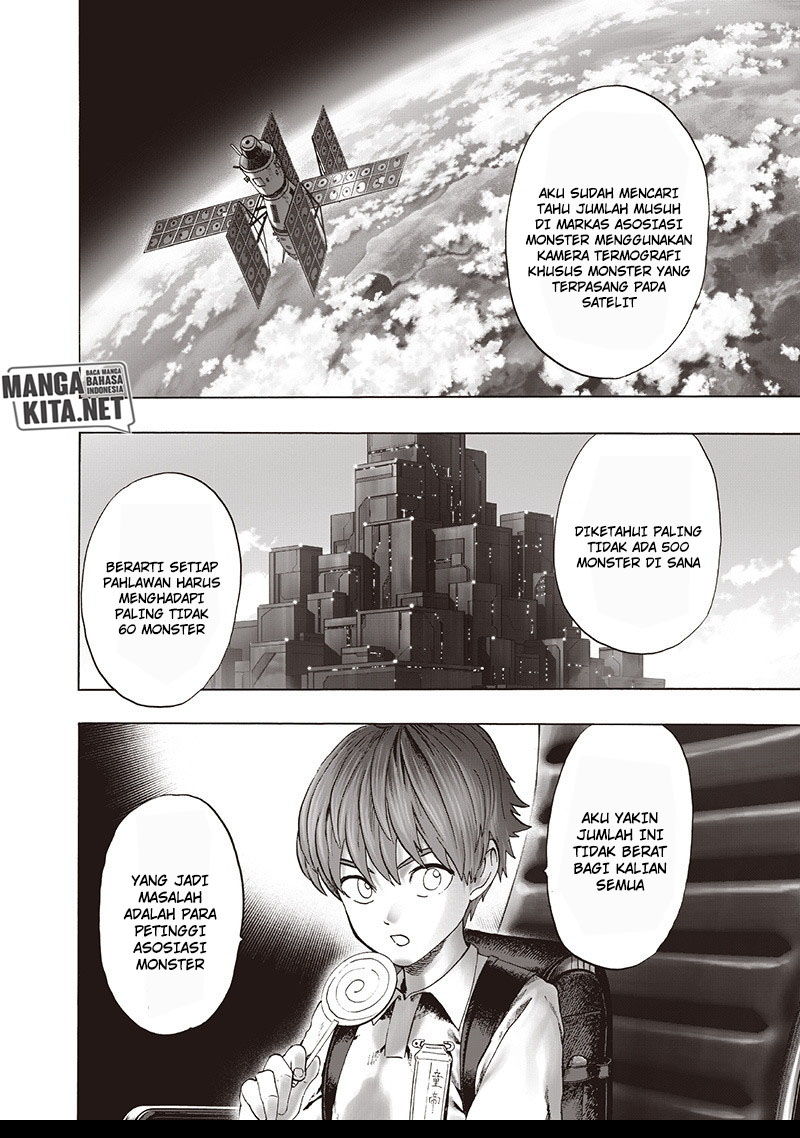 AKU SUDAH MENCARI
TAHU JUMLAH MUSUH
DI MARKAS ASOSIASI
MONSTER MENGGUNAKAN
KAMERA TERMOGRAFI
KHUSUS MONSTER YANG
TERPASANG PADA
SATELIT
MANGA
KITA.NET
BACA MANGA
BAHASA
INDONESIA
DIKETAHUI PALING
TIDAK ADA 500
MONSTER DI SANA
BERARTI SETIAP
PAHLAWAN HARUS
MENGHADAPI
PALING TIDAK
60 MONSTER
AKU YAKIN
JUMLAH INI
TIDAK BERAT
BAGI KALIAN
SEMUA
YANG JADI
MASALAH
ADALAH PARA
PETINGGI
ASOSIASI
MONSTER
童帝